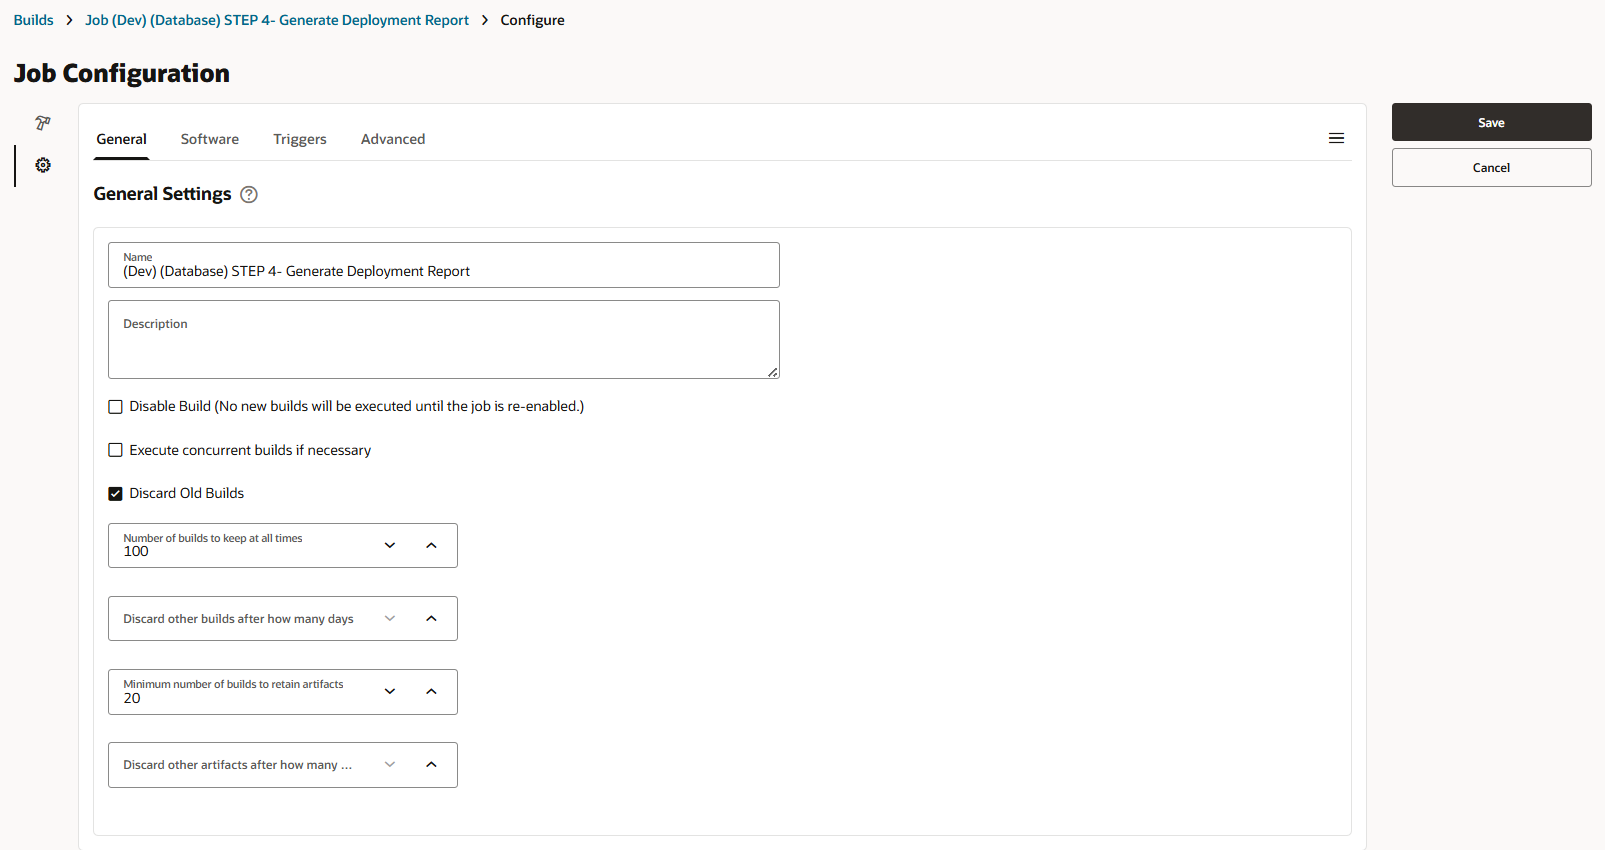 Builds > Job (Dev) (Database) STEP 4- Generate Deployment Report > Configure
Job Configuration
General Software Triggers Advanced
Save
Cancel
General Settings ?
Name
(Dev) (Database) STEP 4- Generate Deployment Report
Description
Disable Build (No new builds will be executed until the job is re-enabled.)
Execute concurrent builds if necessary
Discard Old Builds
Number of builds to keep at all times
100
Discard other builds after how many days
Minimum number of builds to retain artifacts
20
Discard other artifacts after how many ...